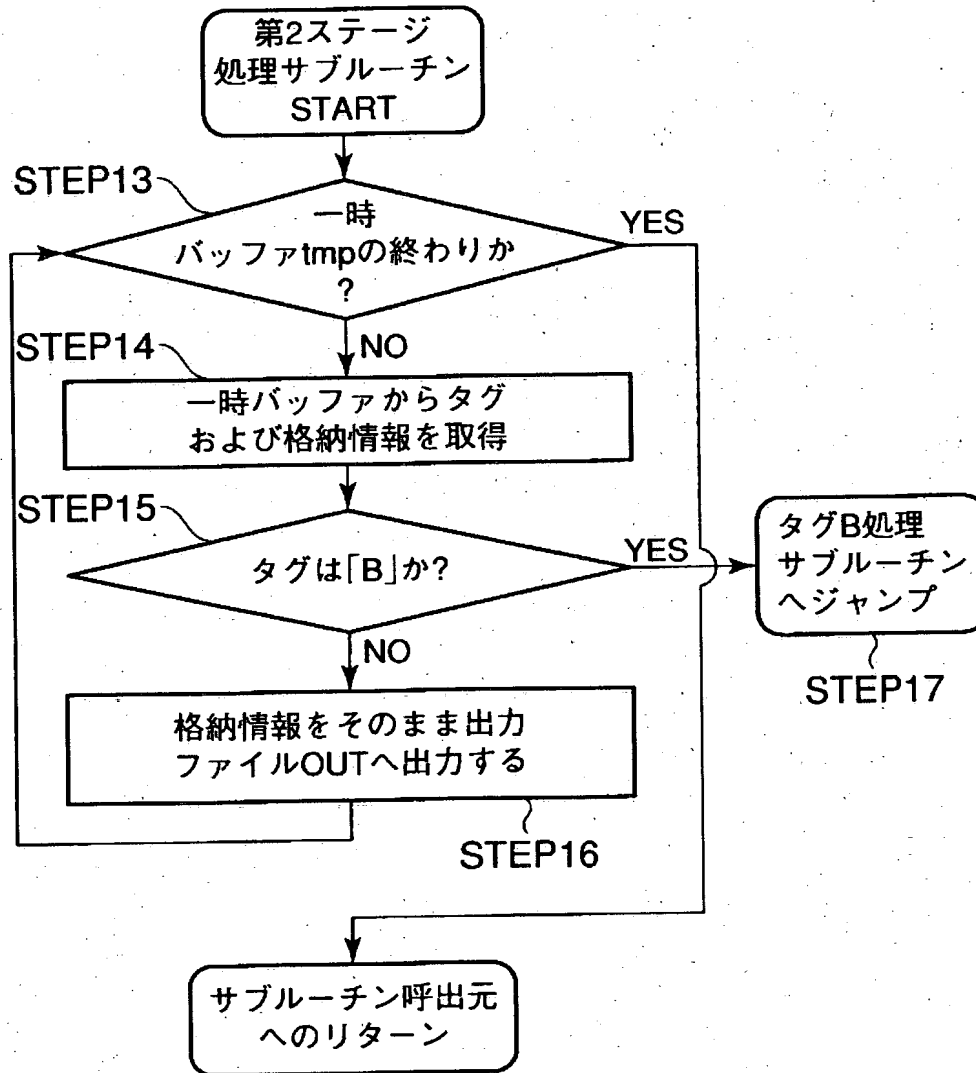 第2ステージ
処理サブルーチン
START
STEP13
一時
バッファtmpの終わりか
?
YES
NO
STEP14
一時バッファからタグ
および格納情報を取得
STEP15
タグは「B」か?
YES
タグB処理
サブルーチン
へジャンプ
STEP17
NO
格納情報をそのまま出力
ファイルOUTへ出力する
STEP16
サブルーチン呼出元
へのリターン